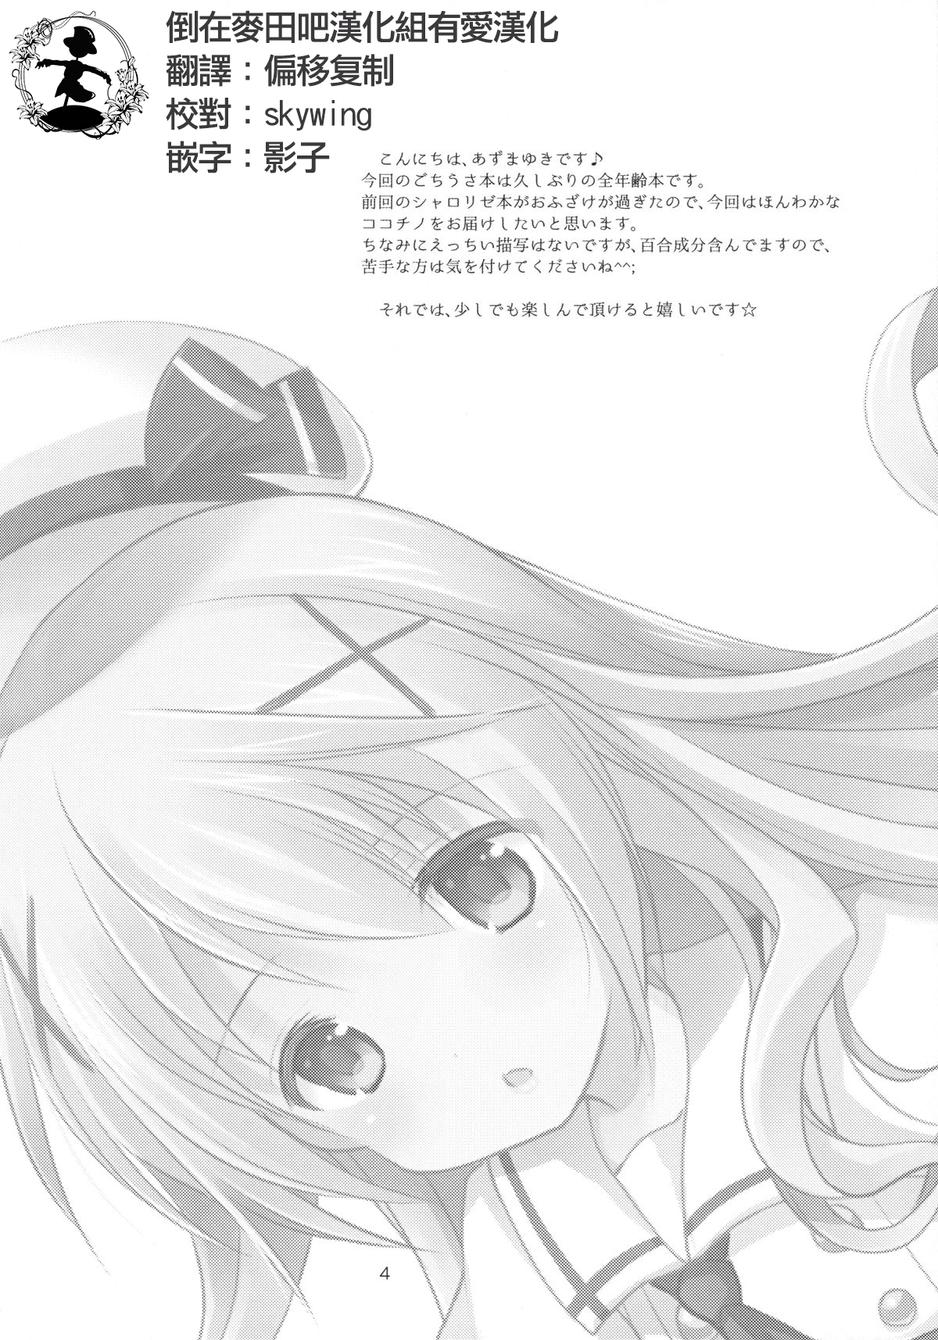 倒在麥田吧漢化組有愛漢化
翻譯：偏移复制
校對：skywing
嵌字：影子
こんにちは、あずまゆきです♪
今回のごちうさ本は久しぶりの全年齢本です。
前回のシャロリゼ本がおふざけが過ぎたので、今回はほんわかな
ココチノをお届けしたいと思います。
ちなみにえっちい描写はないですが、百合成分含んでますので、
苦手な方は気を付けてくださいね^^;
それでは、少しでも楽しんで頂けると嬉しいです☆
4